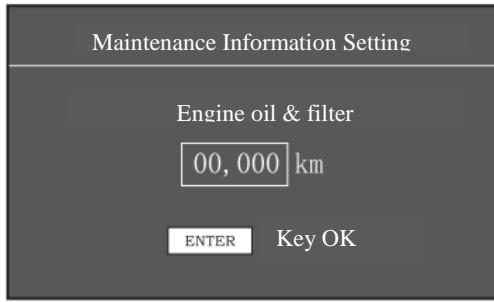 Maintenance Information Setting
Engine oil & filter
00,000 km
ENTER Key OK